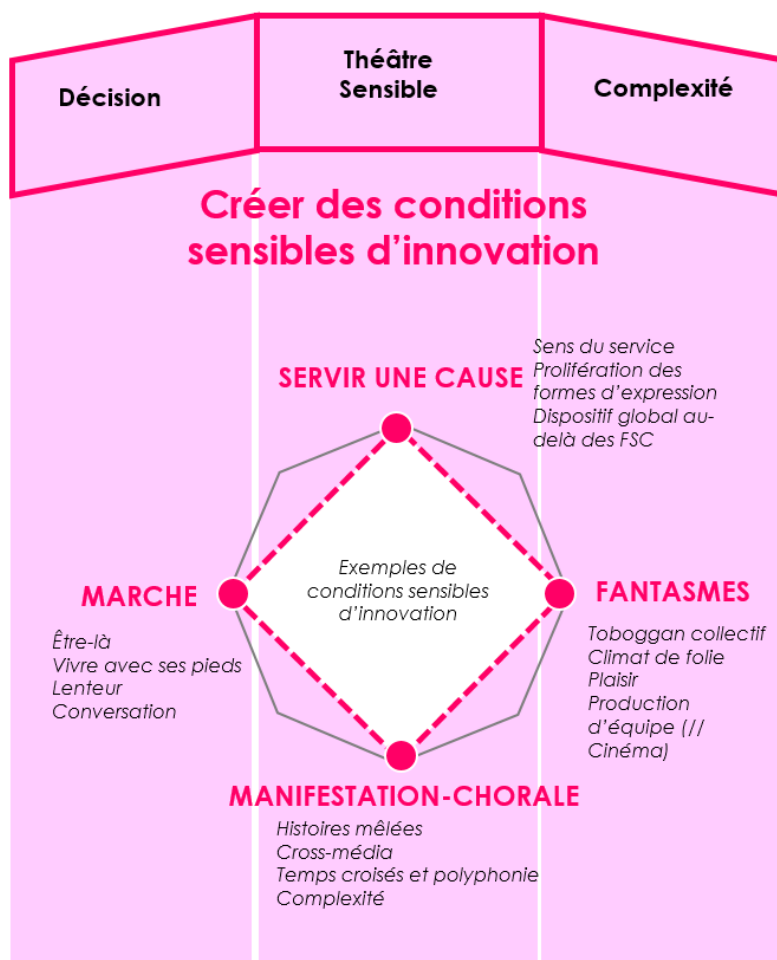 Décision
Théâtre
Sensible
Complexité
Créer des conditions
sensibles d’innovation
SERVIR UNE CAUSE
Sens du service
Prolifération des
formes d’expression
Dispositif global au-
delà des FSC
Exemples de
conditions sensibles
d’innovation
MARCHE
Être-là
Vivre avec ses pieds
Lenteur
Conversation
FANTASMES
Toboggan collectif
Climat de folie
Plaisir
Production
d’équipe (//
Cinéma)
MANIFESTATION-CHORALE
Histoires mêlées
Cross-média
Temps croisés et polyphonie
Complexité